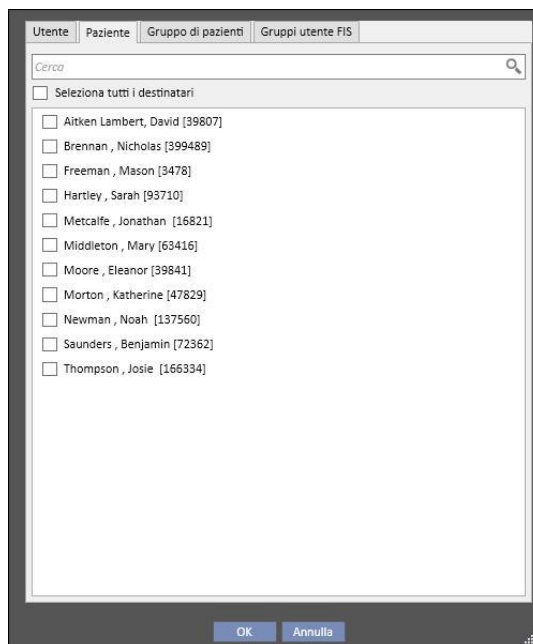 Utente Paziente Gruppo di pazienti Gruppi utente FIS
Cerca
Seleziona tutti i destinatari
Aitken Lambert, David [39807]
Brennan , Nicholas [399489]
Freeman , Mason [3478]
Hartley , Sarah [93710]
Metcalfe , Jonathan [16821]
Middleton , Mary [63416]
Moore , Eleanor [39841]
Morton , Katherine [47829]
Newman , Noah [137560]
Saunders , Benjamin [72362]
Thompson , Josie [166334]
OK Annulla